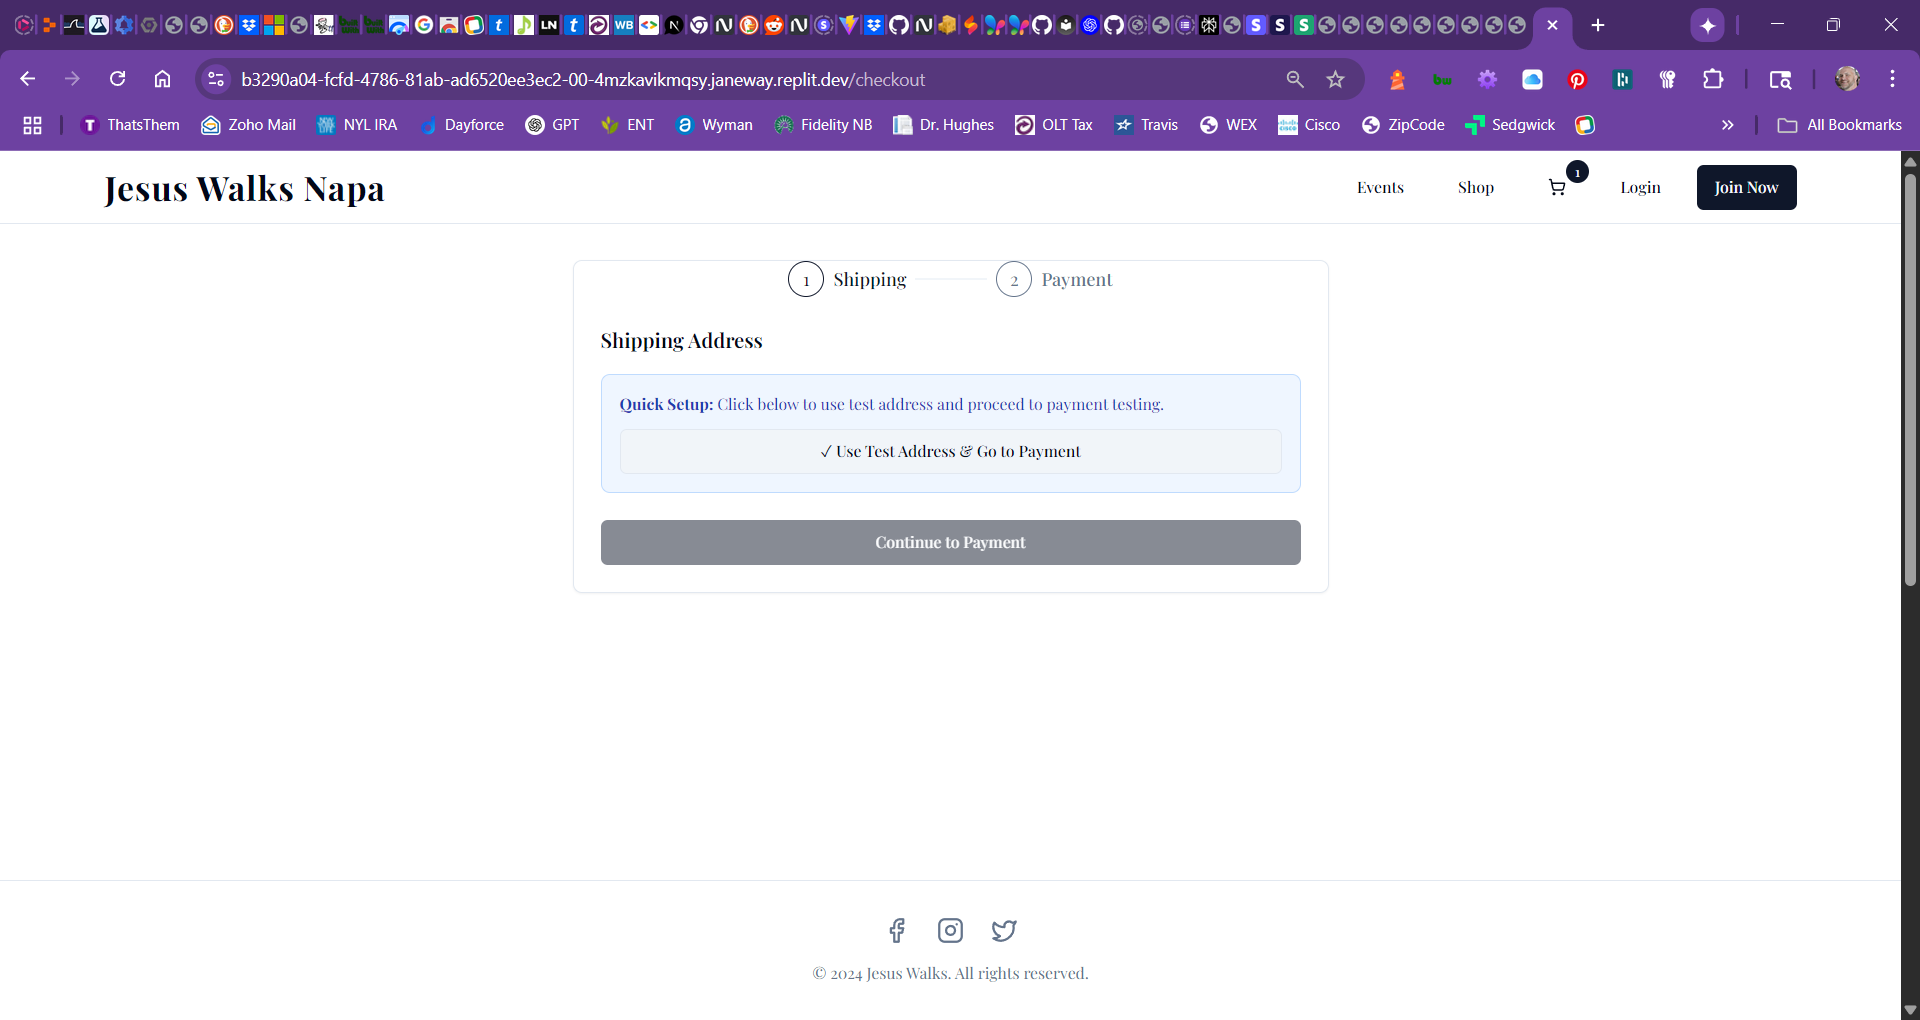 b3290a04-fcfd-4786-81ab-ad6520ee3ec2-00-4mzkavikmqsy.janeway.replit.dev/checkout
ThatsThem Zoho Mail NYL IRA Dayforce GPT ENT Wyman Fidelity NB Dr. Hughes OLT Tax Travis WEX Cisco ZipCode Sedgwick » All Bookmarks
Jesus Walks Napa
Events Shop 1 Login Join Now
1 Shipping 2 Payment
Shipping Address
Quick Setup: Click below to use test address and proceed to payment testing.
✓ Use Test Address & Go to Payment
Continue to Payment
© 2024 Jesus Walks. All rights reserved.